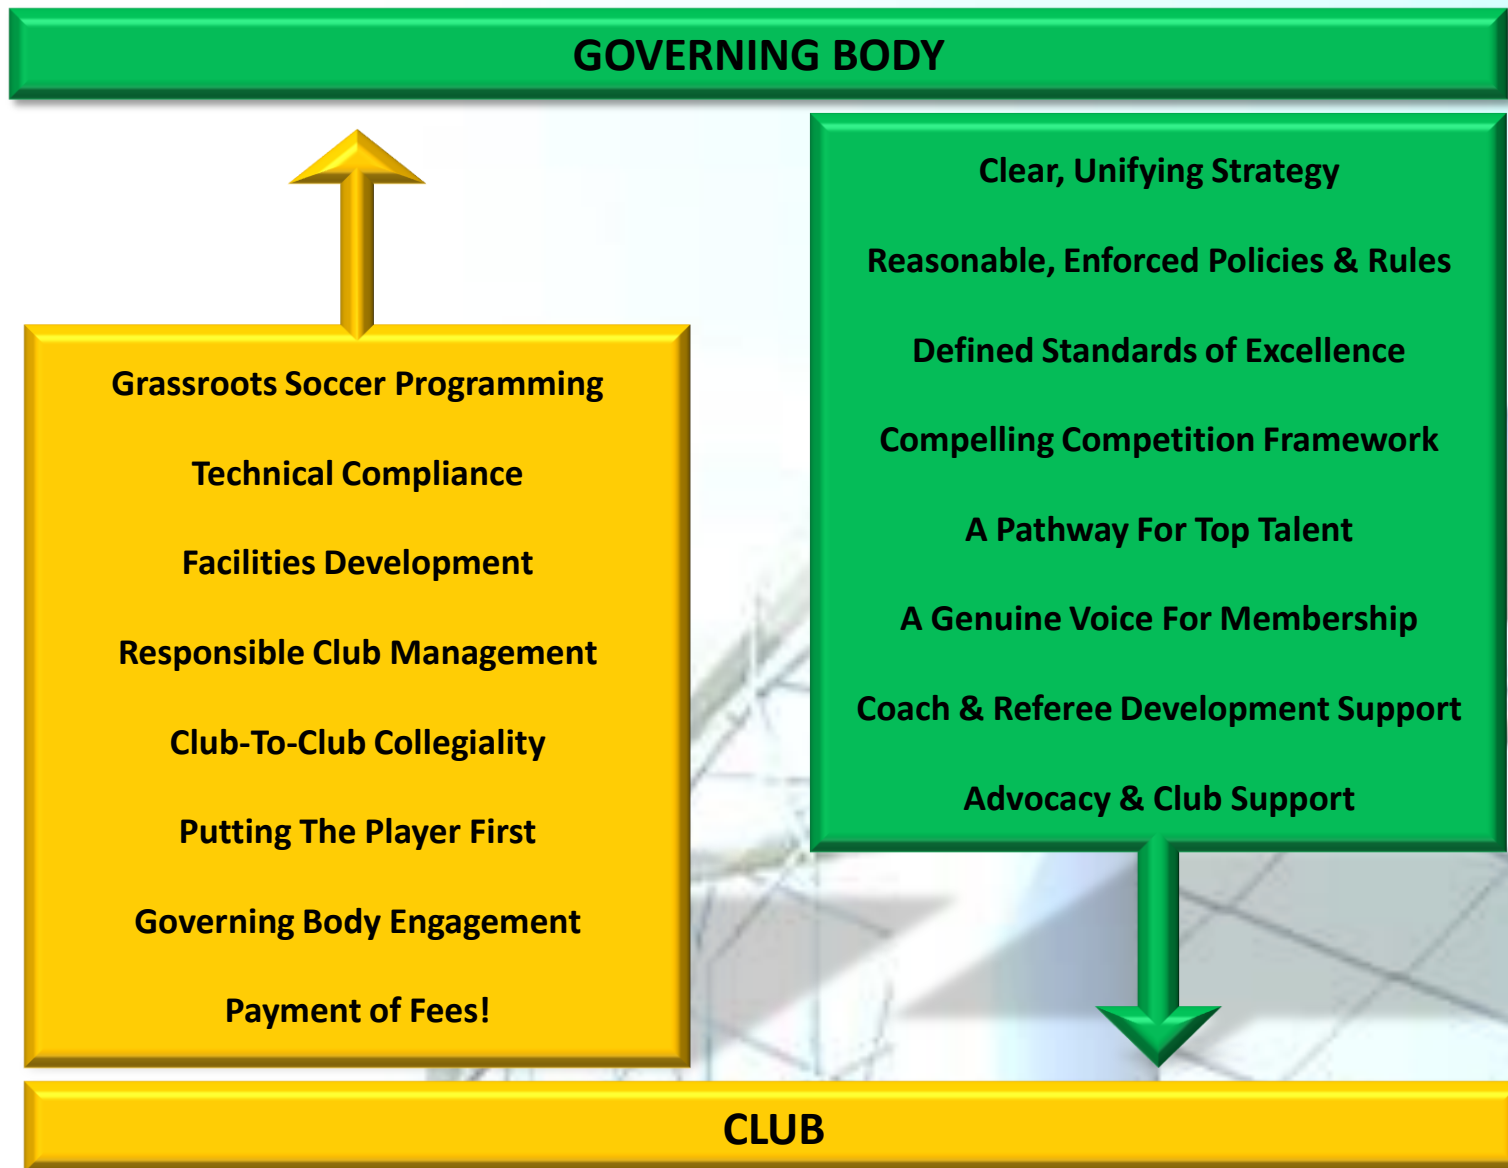 GOVERNING BODY
Grassroots Soccer Programming
Technical Compliance
Facilities Development
Responsible Club Management
Club-To-Club Collegiality
Putting The Player First
Governing Body Engagement
Payment of Fees!
Clear, Unifying Strategy
Reasonable, Enforced Policies & Rules
Defined Standards of Excellence
Compelling Competition Framework
A Pathway For Top Talent
A Genuine Voice For Membership
Coach & Referee Development Support
Advocacy & Club Support
CLUB